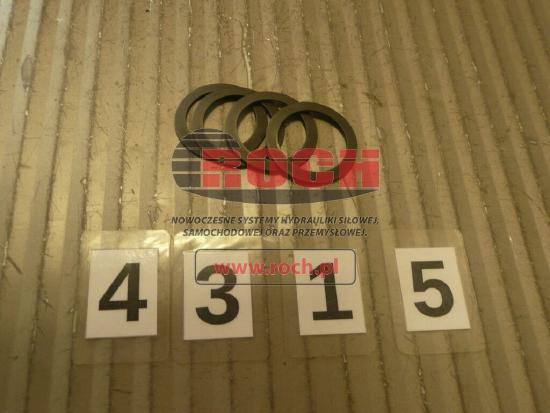 ROCH
NOWOCZESNE SYSTEMY HYDRAULIKI SIŁOWEJ,
SAMOCHODOWEJ ORAZ PRZEMYSŁOWEJ.
www.roch.pl
4 3 1 5